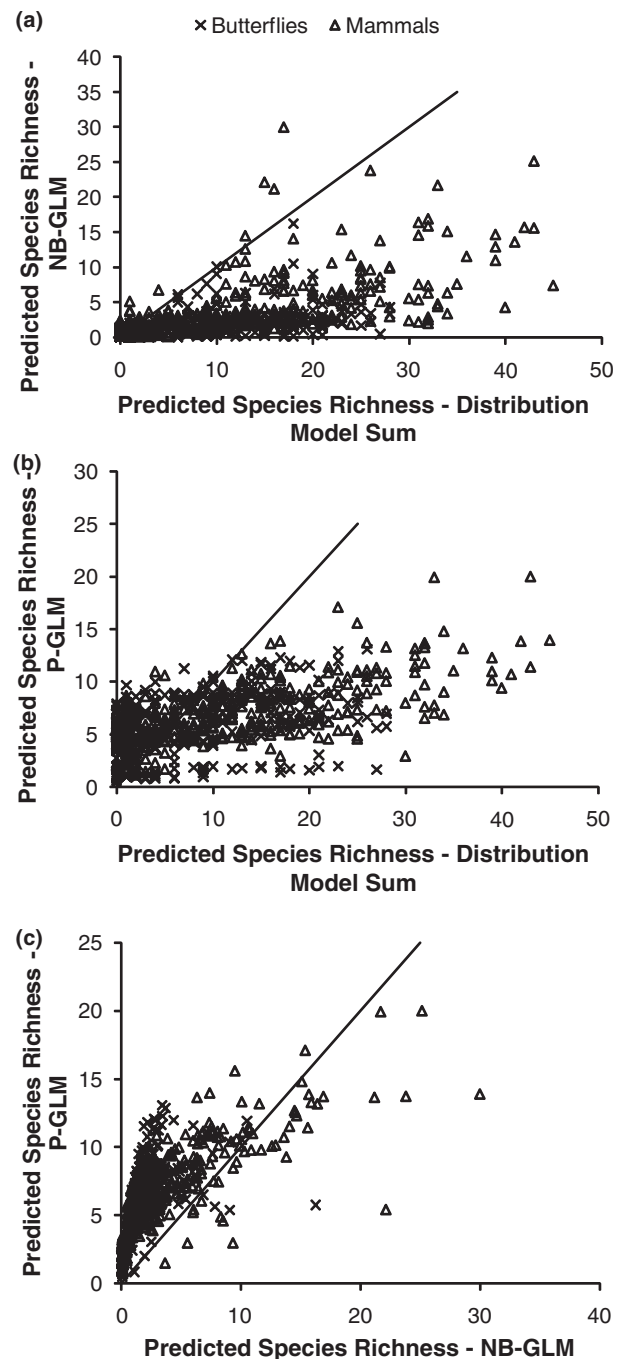 (a)
× Butterflies △ Mammals
Predicted Species Richness -
NB-GLM
40
35
30
25
20
15
10
5
0
0 10 20 30 40 50
Predicted Species Richness - Distribution
Model Sum
(b)
Predicted Species Richness -
P-GLM
30
25
20
15
10
5
0
0 10 20 30 40 50
Predicted Species Richness - Distribution
Model Sum
(c)
Predicted Species Richness -
P-GLM
25
20
15
10
5
0
0 10 20 30 40
Predicted Species Richness - NB-GLM